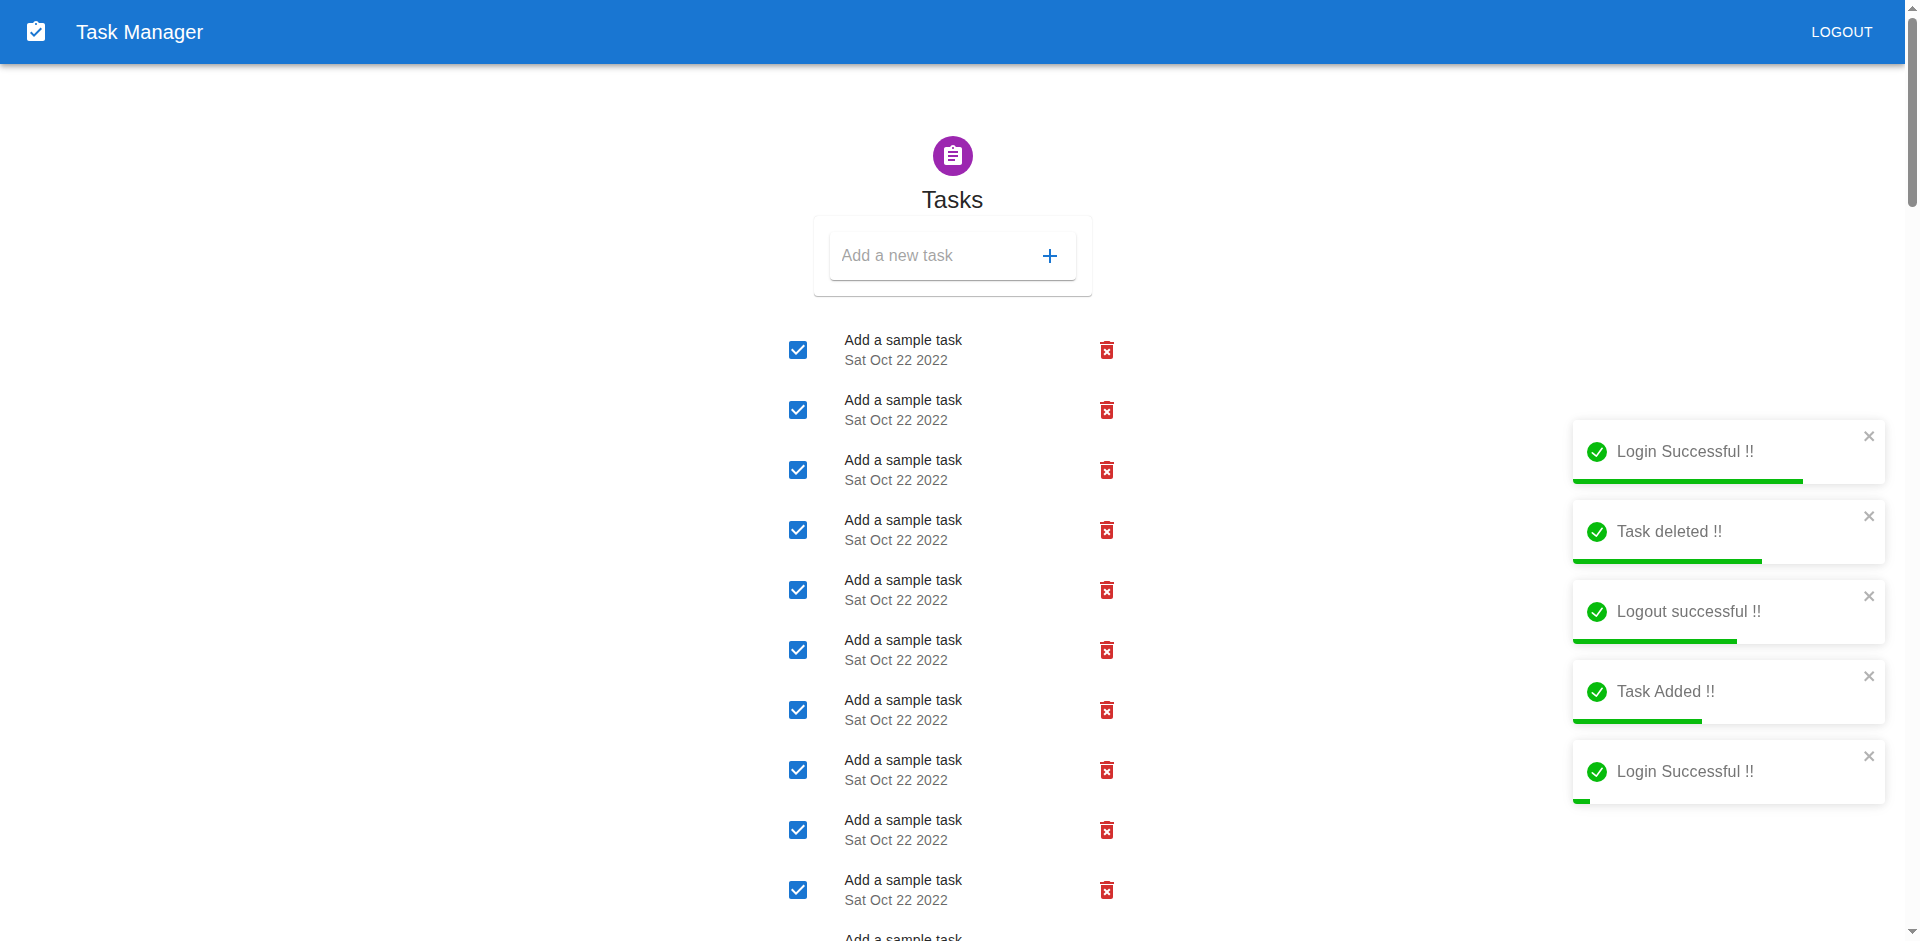 Task Manager
LOGOUT
Tasks
Add a new task
Add a sample task
Sat Oct 22 2022
Add a sample task
Sat Oct 22 2022
Add a sample task
Sat Oct 22 2022
Add a sample task
Sat Oct 22 2022
Add a sample task
Sat Oct 22 2022
Add a sample task
Sat Oct 22 2022
Add a sample task
Sat Oct 22 2022
Add a sample task
Sat Oct 22 2022
Add a sample task
Sat Oct 22 2022
Add a sample task
Sat Oct 22 2022
Add a sample task
Login Successful !!
Task deleted !!
Logout successful !!
Task Added !!
Login Successful !!